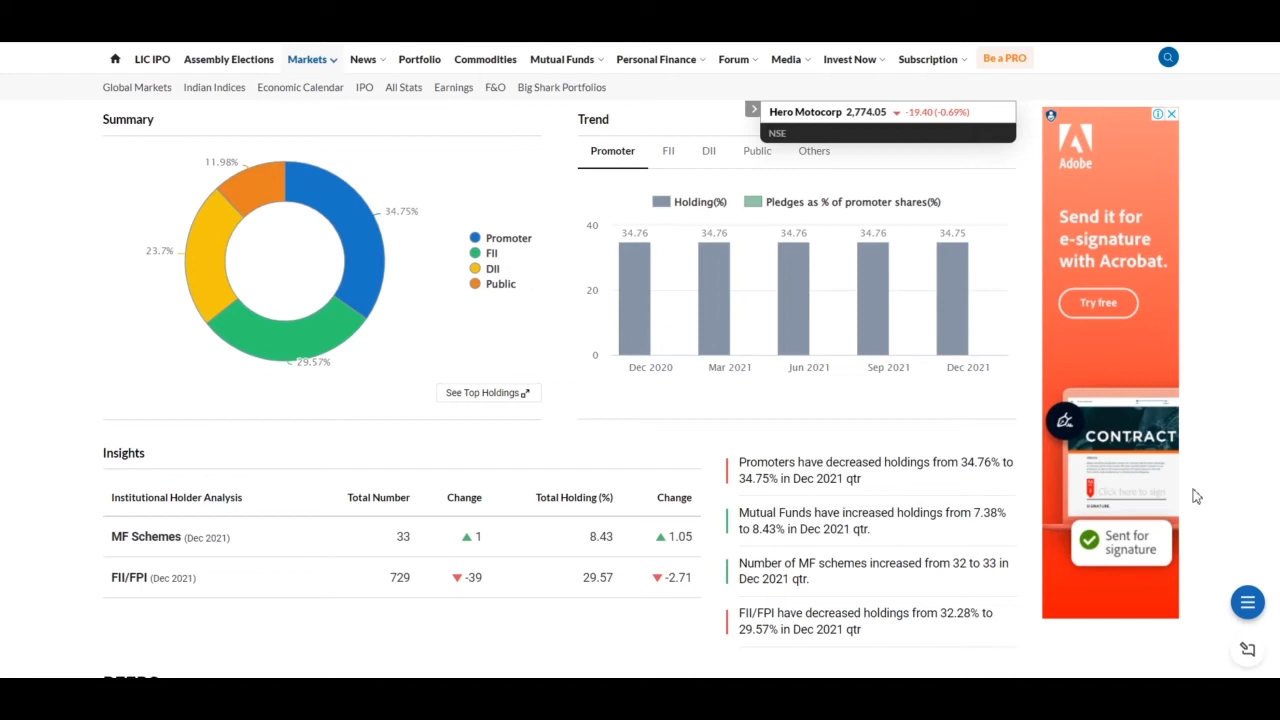 LIC IPO Assembly Elections Markets News Portfolio Commodities Mutual Funds Personal Finance Forum Media Invest Now Subscription Be a PRO
Global Markets Indian Indices Economic Calendar IPO All Stats Earnings F&O Big Shark Portfolios
Hero Motocorp 2,774.05 -19.40 (-0.69%)
NSE
Summary
11.98%
34.75%
23.7%
29.57%
Promoter
FII
DII
Public
See Top Holdings
Trend
Promoter FII DII Public Others
Holding(%) Pledges as % of promoter shares(%)
40
20
0
34.76 34.76 34.76 34.76 34.75
Dec 2020 Mar 2021 Jun 2021 Sep 2021 Dec 2021
Insights
Institutional Holder Analysis Total Number Change Total Holding (%) Change
MF Schemes (Dec 2021) 33 1 8.43 1.05
FII/FPI (Dec 2021) 729 -39 29.57 -2.71
Promoters have decreased holdings from 34.76% to
34.75% in Dec 2021 qtr
Mutual Funds have increased holdings from 7.38%
to 8.43% in Dec 2021 qtr.
Number of MF schemes increased from 32 to 33 in
Dec 2021 qtr.
FII/FPI have decreased holdings from 32.28% to
29.57% in Dec 2021 qtr
Adobe
Send it for
e-signature
with Acrobat.
Try free
CONTRACT
Click here to sign
SIGNATURE.
Sent for
signature